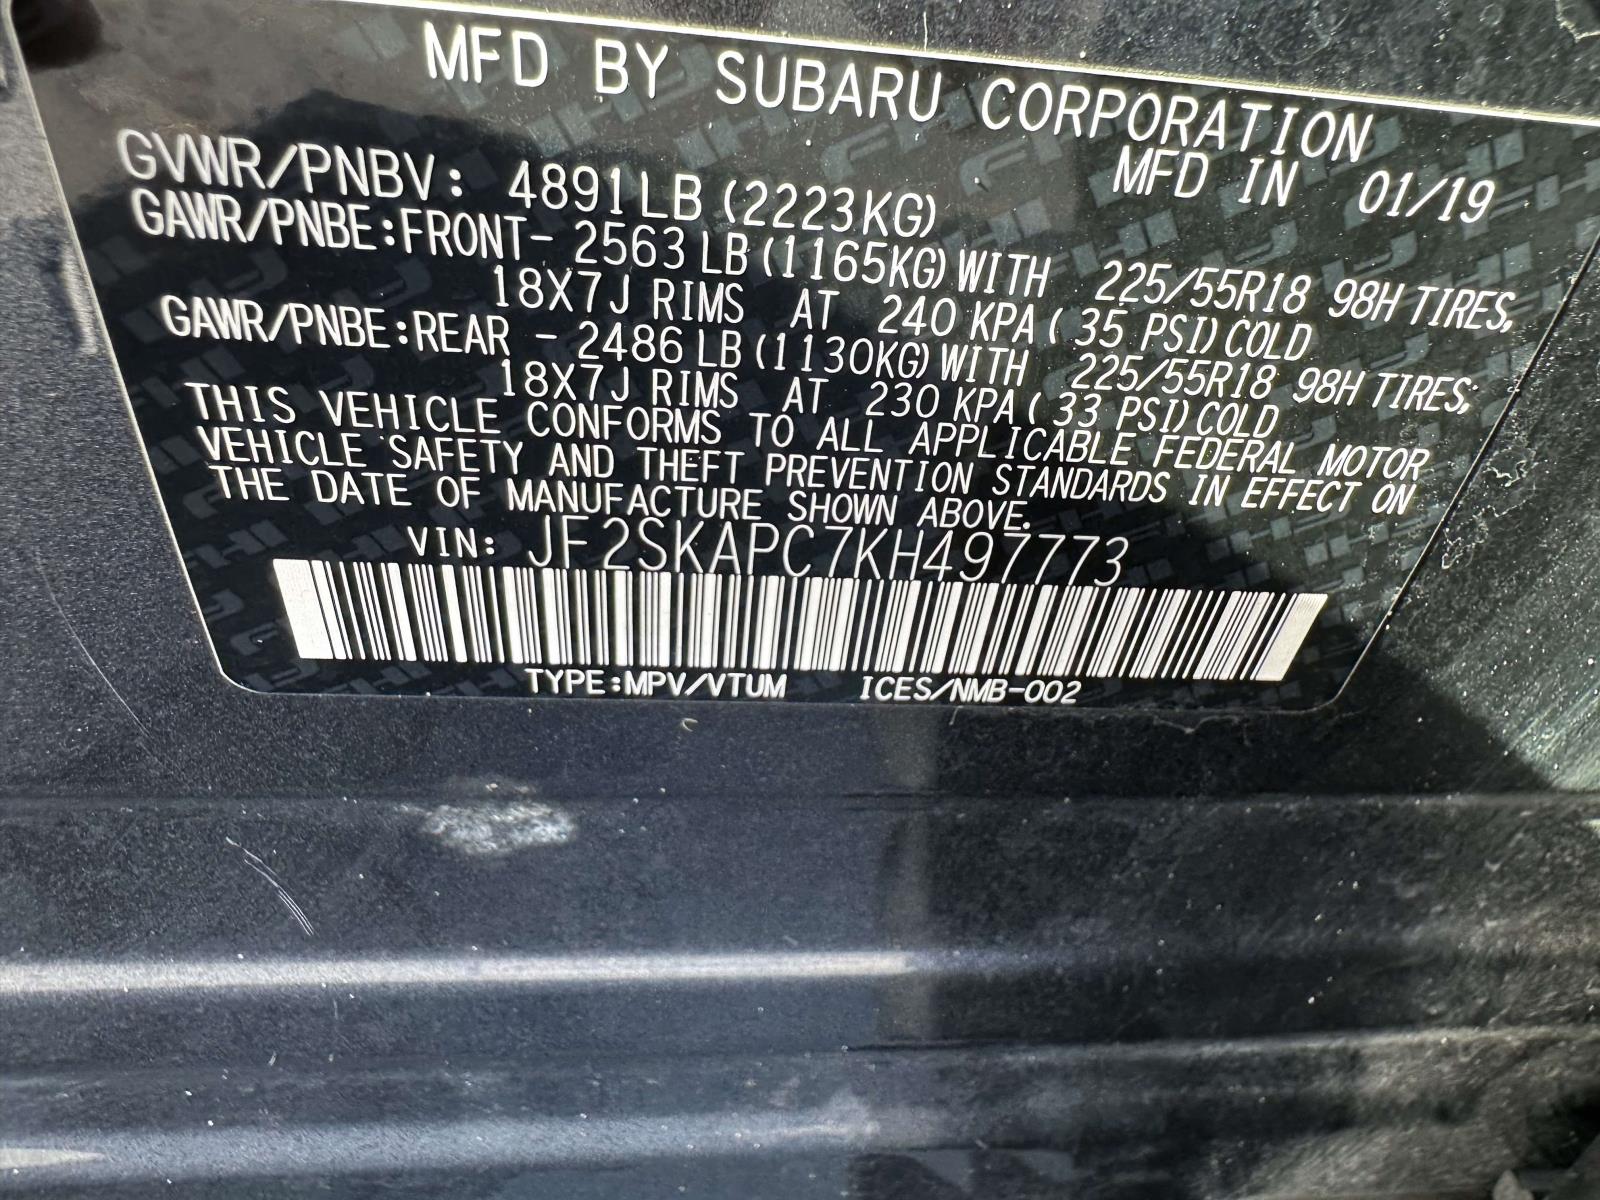 MFD BY SUBARU CORPORATION
MFD IN 01/19
GVWR/PNBV: 4891LB (2223KG)
GAWR/PNBE:FRONT- 2563 LB (1165KG) WITH 225/55R18 98H TIRES,
18X7J RIMS AT 240 KPA ( 35 PSI) COLD
GAWR/PNBE:REAR - 2486 LB (1130KG) WITH 225/55R18 98H TIRES;
18X7J RIMS AT 230 KPA ( 33 PSI) COLD
THIS VEHICLE CONFORMS TO ALL APPLICABLE FEDERAL MOTOR
VEHICLE SAFETY AND THEFT PREVENTION STANDARDS IN EFFECT ON
THE DATE OF MANUFACTURE SHOWN ABOVE.
VIN: JF2SKAPC7KH497773
TYPE:MPV/VTUM ICES/NMB-002